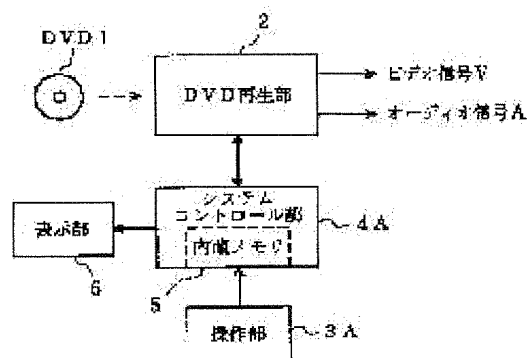 DVD1
2
DVD再生部
ビデオ信号V
オーディオ信号A
システム
コントロール部
4A
内蔵メモリ
表示部
6
5
操作部
3A